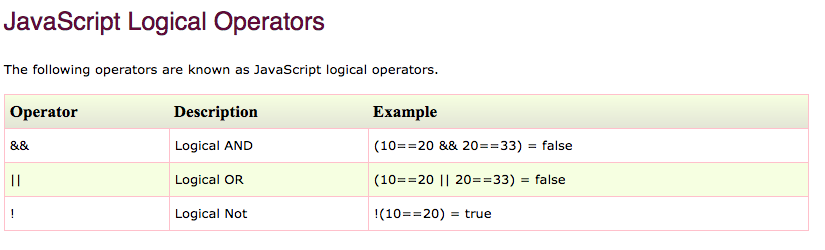 JavaScript Logical Operators
The following operators are known as JavaScript logical operators.
Operator Description Example
&& Logical AND (10==20 && 20==33) = false
|| Logical OR (10==20 || 20==33) = false
! Logical Not !(10==20) = true